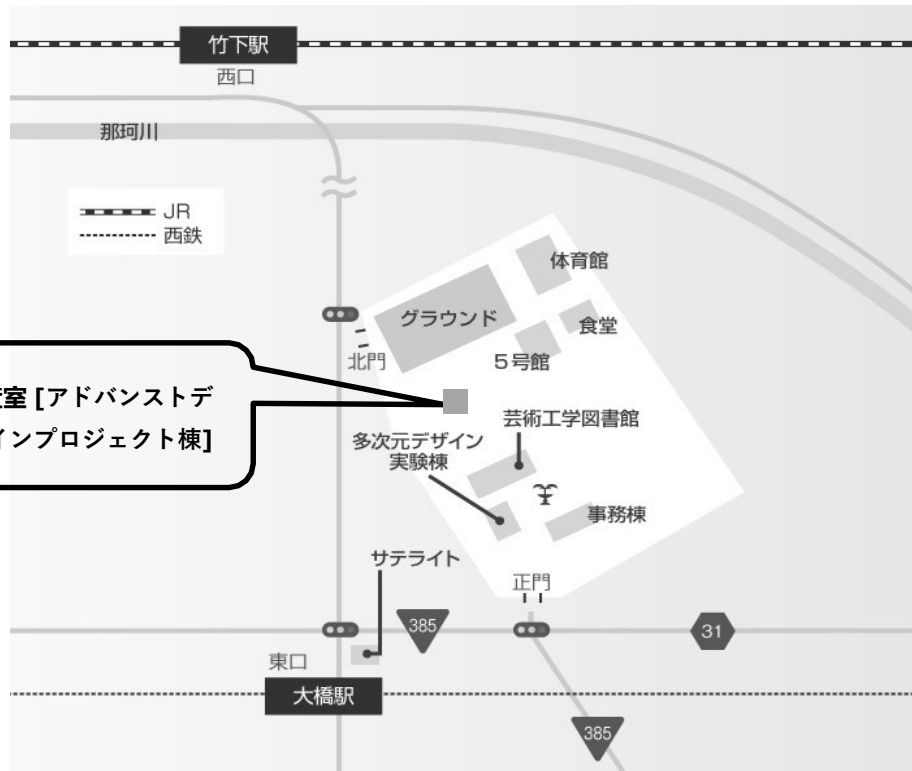 竹下駅
西口
那珂川
JR
西鉄
体育館
グラウンド
食堂
北門
5号館
室 [アドバンストデ
インプロジェクト棟]
芸術工学図書館
多次元デザイン
実験棟
事務棟
サテライト
正門
385
31
東口
大橋駅
385